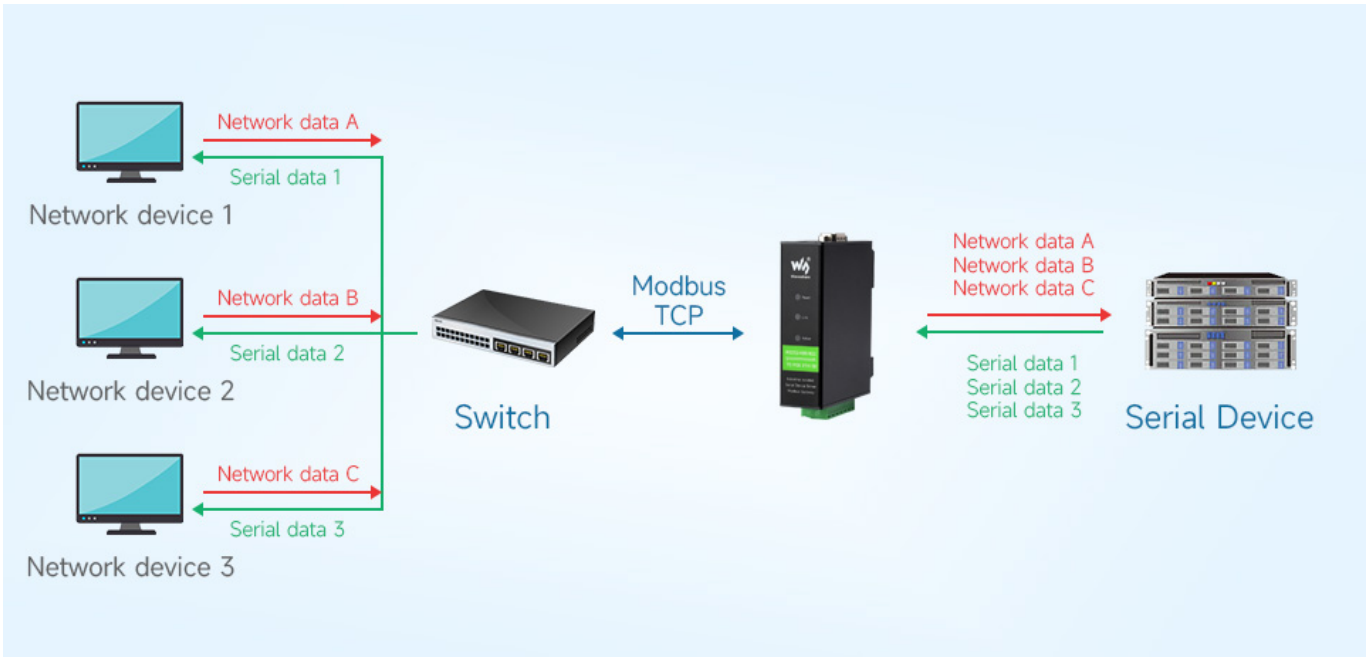 Network data A
Serial data 1
Network device 1
Network data B
Serial data 2
Network device 2
Network data C
Serial data 3
Network device 3
Switch
Modbus
TCP
Network data A
Network data B
Network data C
Serial data 1
Serial data 2
Serial data 3
Serial Device